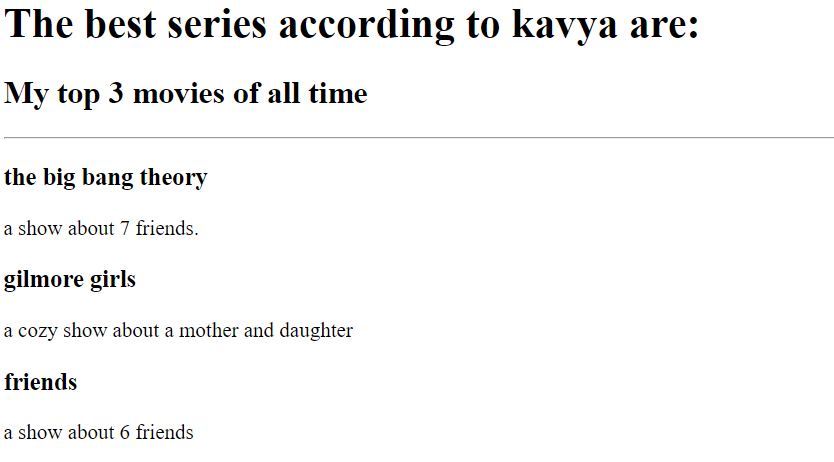 The best series according to kavya are:
My top 3 movies of all time
the big bang theory
a show about 7 friends.
gilmore girls
a cozy show about a mother and daughter
friends
a show about 6 friends